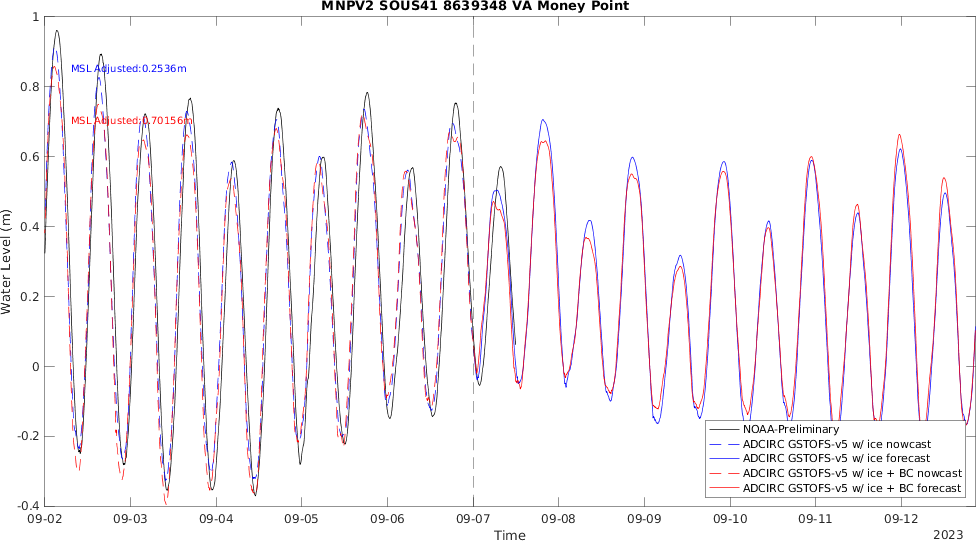 MNPV2 SOUS41 8639348 VA Money Point
1
0.8
0.6
0.4
0.2
0
-0.2
-0.4
Water Level (m)
MSL Adjusted:0.2536m
MSL Adjusted: .70156m
09-02
09-03
09-04
09-05
09-06
09-07
09-08
09-09
09-10
09-11
09-12
Time
2023
NOAA-Preliminary
ADCIRC GSTOFS-v5 w/ ice nowcast
ADCIRC GSTOFS-v5 w/ ice forecast
ADCIRC GSTOFS-v5 w/ ice + BC nowcast
ADCIRC GSTOFS-v5 w/ ice + BC forecast